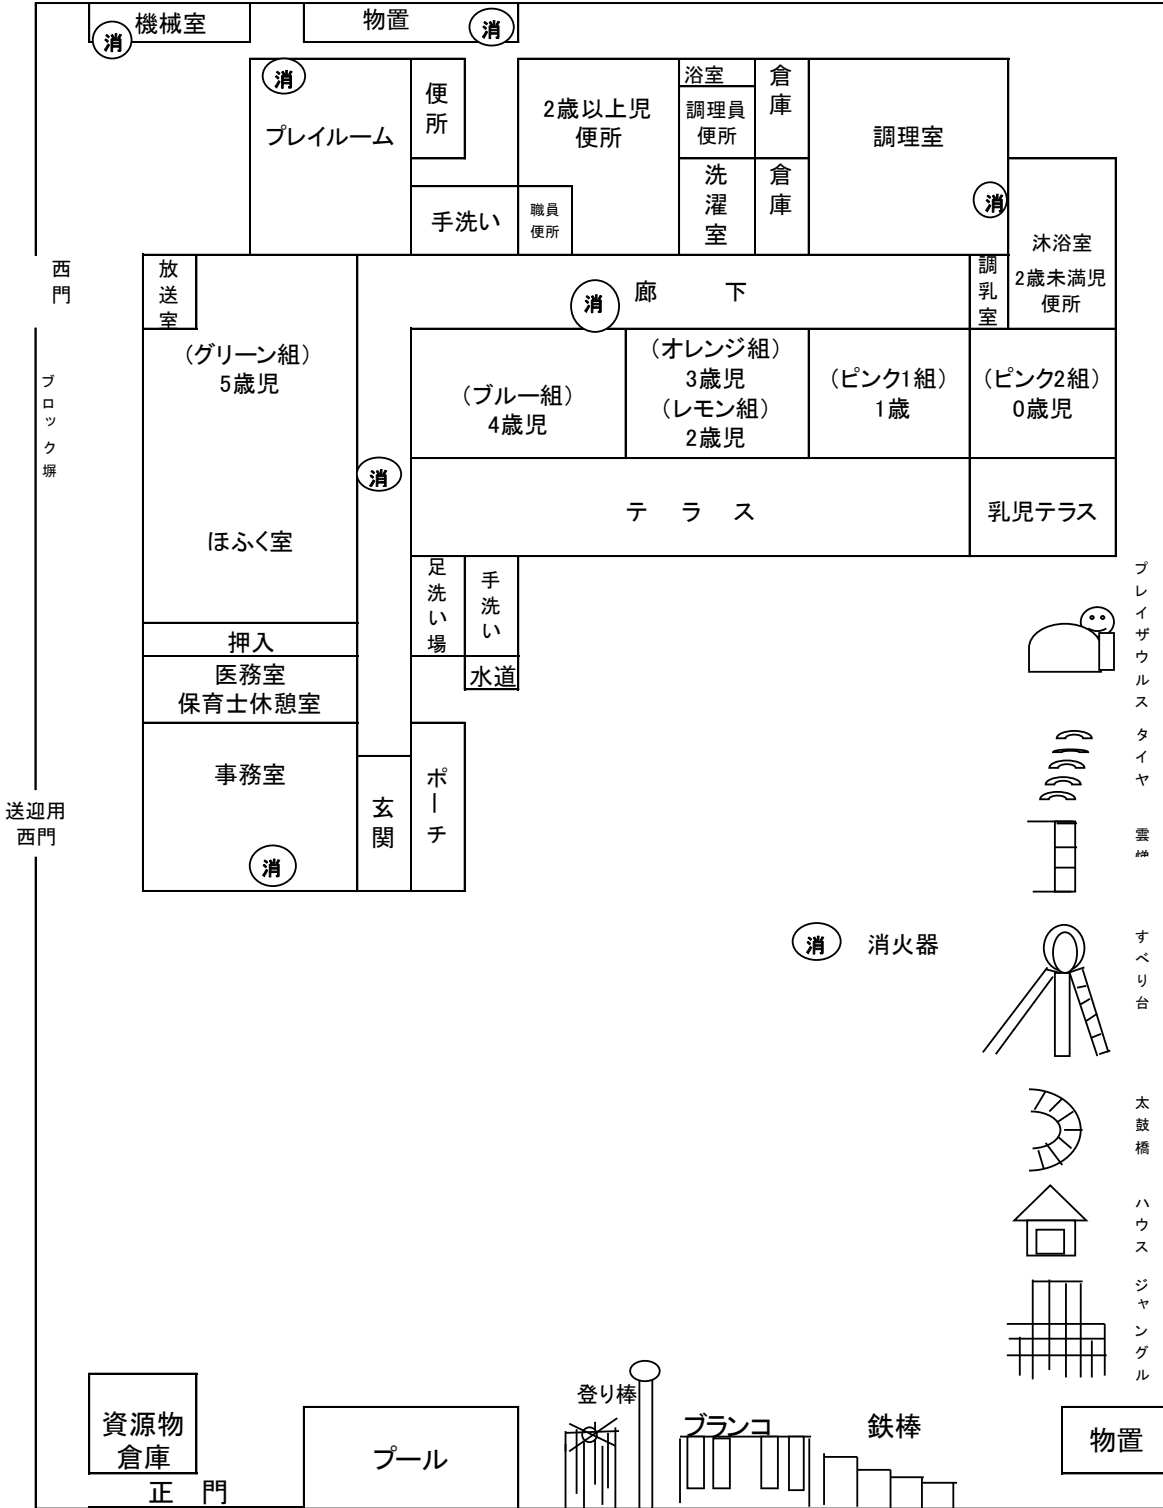 機械室
消
物置
消
消
プレイルーム
便所
2歳以上児
便所
浴室
調理員
便所
倉庫
調理室
消
手洗い
職員
便所
洗濯室
倉庫
沐浴室
2歳未満児
便所
西門
放送室
消
廊下
調乳室
ブロック塀
(グリーン組)
5歳児
(ブルー組)
4歳児
(オレンジ組)
3歳児
(レモン組)
2歳児
(ピンク1組)
1歳
(ピンク2組)
0歳児
消
ほふく室
テラス
乳児テラス
足洗い場
手洗い
水道
押入
医務室
保育士休憩室
事務室
消
玄関
ポーチ
送迎用
西門
プレイザウルス
タイヤ
雲梯
消 消火器
すべり台
太鼓橋
ハウス
ジャングル
資源物
倉庫
正門
プール
登り棒
ブランコ
鉄棒
物置